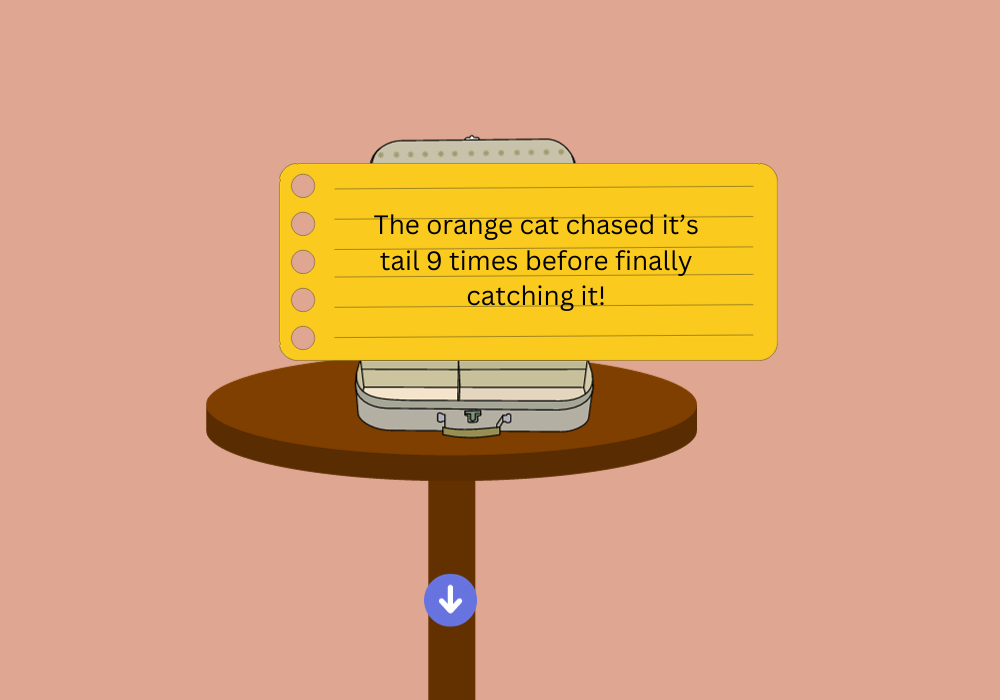 The orange cat chased it’s
tail 9 times before finally
catching it!